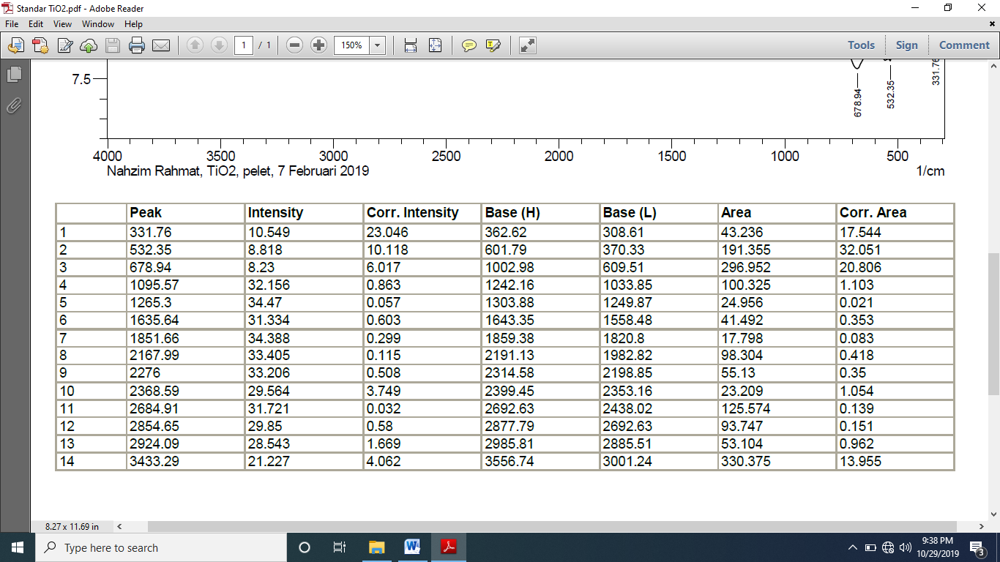 Standar TiO2.pdf - Adobe Reader
File Edit View Window Help
1 / 1 150% Tools Sign Comment
7.5
678.94
532.35
331.76
4000 3500 3000 2500 2000 1500 1000 500
Nahzim Rahmat, TiO2, pelet, 7 Februari 2019 1/cm
Peak Intensity Corr. Intensity Base (H) Base (L) Area Corr. Area
1 331.76 10.549 23.046 362.62 308.61 43.236 17.544
2 532.35 8.818 10.118 601.79 370.33 191.355 32.051
3 678.94 8.23 6.017 1002.98 609.51 296.952 20.806
4 1095.57 32.156 0.863 1242.16 1033.85 100.325 1.103
5 1265.3 34.47 0.057 1303.88 1249.87 24.956 0.021
6 1635.64 31.334 0.603 1643.35 1558.48 41.492 0.353
7 1851.66 34.388 0.299 1859.38 1820.8 17.798 0.083
8 2167.99 33.405 0.115 2191.13 1982.82 98.304 0.418
9 2276 33.206 0.508 2314.58 2198.85 55.13 0.35
10 2368.59 29.564 3.749 2399.45 2353.16 23.209 1.054
11 2684.91 31.721 0.032 2692.63 2438.02 125.574 0.139
12 2854.65 29.85 0.58 2877.79 2692.63 93.747 0.151
13 2924.09 28.543 1.669 2985.81 2885.51 53.104 0.962
14 3433.29 21.227 4.062 3556.74 3001.24 330.375 13.955
8.27 x 11.69 in
Type here to search
9:38 PM
10/29/2019
3